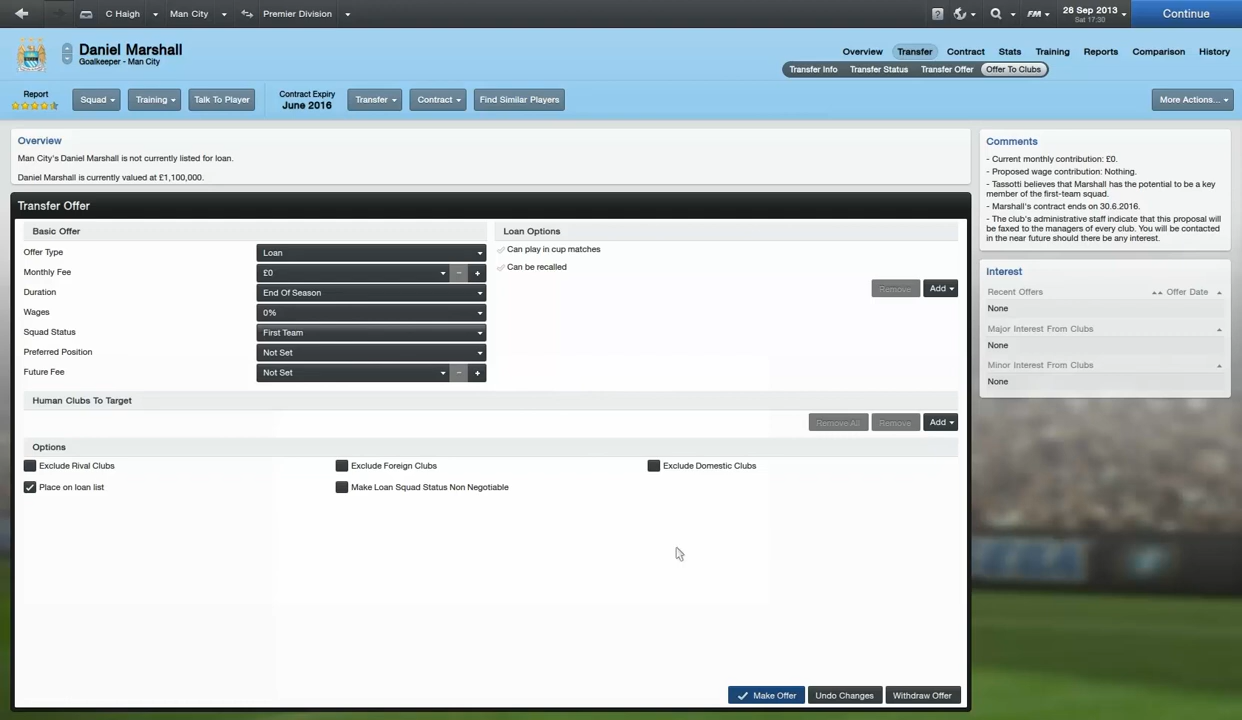 C Haigh Man City Premier Division ? FM 28 Sep 2013 Continue
Sat 17:30
Daniel Marshall
Goalkeeper - Man City
Overview Transfer Contract Stats Training Reports Comparison History
Transfer Info Transfer Status Transfer Offer Offer To Clubs
Report Squad Training Talk To Player Contract Expiry June 2016 Transfer Contract Find Similar Players More Actions...
Overview
Man City's Daniel Marshall is not currently listed for loan.
Daniel Marshall is currently valued at £1,100,000.
Transfer Offer
Basic Offer
Offer Type Loan
Monthly Fee £0 - +
Duration End Of Season
Wages 0%
Squad Status First Team
Preferred Position Not Set
Future Fee Not Set - +
Loan Options
Can play in cup matches
Can be recalled
Remove Add
Human Clubs To Target
Remove All Remove Add
Options
Exclude Rival Clubs Exclude Foreign Clubs Exclude Domestic Clubs
Place on loan list Make Loan Squad Status Non Negotiable
Make Offer Undo Changes Withdraw Offer
Comments
- Current monthly contribution: £0.
- Proposed wage contribution: Nothing.
- Tassotti believes that Marshall has the potential to be a key
member of the first-team squad.
- Marshall's contract ends on 30.6.2016.
- The club's administrative staff indicate that this proposal will
be faxed to the managers of every club. You will be contacted
in the near future should there be any interest.
Interest
Recent Offers Offer Date
None
Major Interest From Clubs
None
Minor Interest From Clubs
None
SEGA